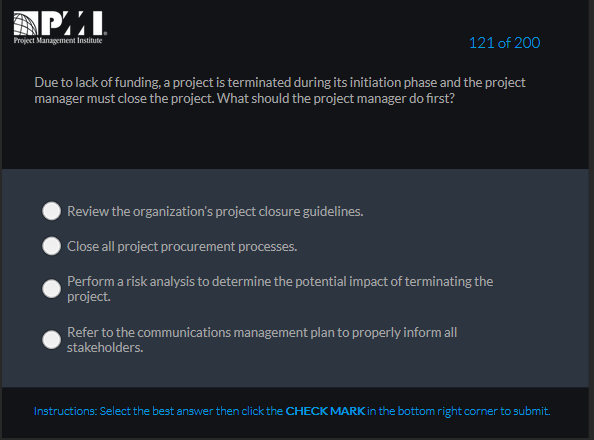 PMI
Project Management Institute
121 of 200
Due to lack of funding, a project is terminated during its initiation phase and the project
manager must close the project. What should the project manager do first?
Review the organization's project closure guidelines.
Close all project procurement processes.
Perform a risk analysis to determine the potential impact of terminating the
project.
Refer to the communications management plan to properly inform all
stakeholders.
Instructions: Select the best answer then click the CHECK MARK in the bottom right corner to submit.